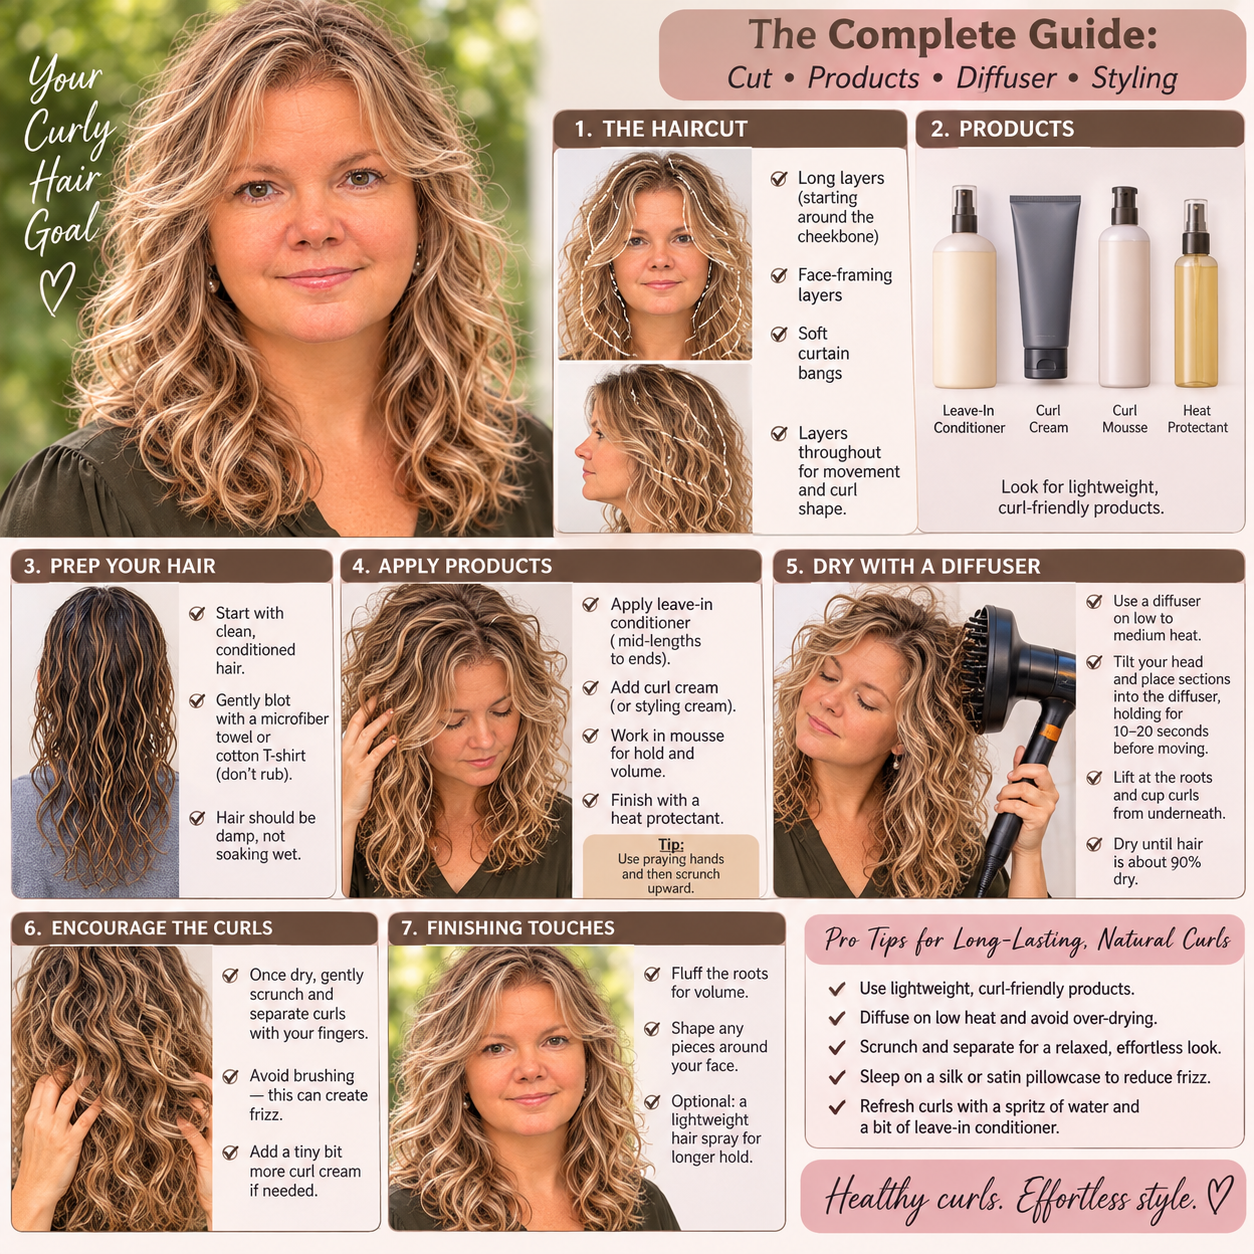 Your
Curly
Hair
Goal
The Complete Guide:
Cut • Products • Diffuser • Styling
1. THE HAIRCUT
Long layers
(starting
around the
cheekbone)
Face-framing
layers
Soft
curtain
bangs
Layers
throughout
for movement
and curl
shape.
2. PRODUCTS
Leave-In
Conditioner
Curl
Cream
Curl
Mousse
Heat
Protectant
Look for lightweight,
curl-friendly products.
3. PREP YOUR HAIR
Start with
clean,
conditioned
hair.
Gently blot
with a microfiber
towel or
cotton T-shirt
(don't rub).
Hair should be
damp, not
soaking wet.
4. APPLY PRODUCTS
Apply leave-in
conditioner
( mid-lengths
to ends).
Add curl cream
(or styling cream).
Work in mousse
for hold and
volume.
Finish with a
heat protectant.
Tip:
Use praying hands
and then scrunch
upward.
5. DRY WITH A DIFFUSER
Use a diffuser
on low to
medium heat.
Tilt your head
and place sections
into the diffuser,
holding for
10–20 seconds
before moving.
Lift at the roots
and cup curls
from underneath.
Dry until hair
is about 90%
dry.
6. ENCOURAGE THE CURLS
Once dry, gently
scrunch and
separate curls
with your fingers.
Avoid brushing
— this can create
frizz.
Add a tiny bit
more curl cream
if needed.
7. FINISHING TOUCHES
Fluff the roots
for volume.
Shape any
pieces around
your face.
Optional: a
lightweight
hair spray for
longer hold.
Pro Tips for Long-Lasting, Natural Curls
Use lightweight, curl-friendly products.
Diffuse on low heat and avoid over-drying.
Scrunch and separate for a relaxed, effortless look.
Sleep on a silk or satin pillowcase to reduce frizz.
Refresh curls with a spritz of water and
a bit of leave-in conditioner.
Healthy curls. Effortless style.